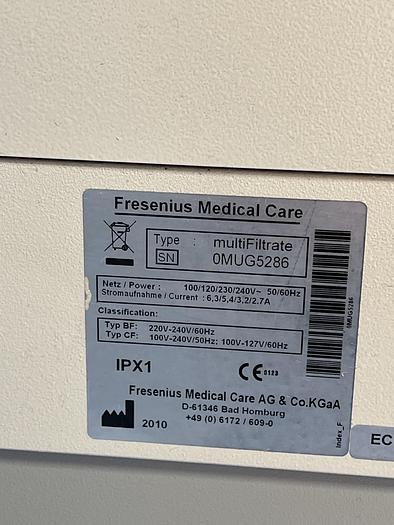 Fresenius Medical Care
Type : multiFiltrate
SN 0MUG5286
0MUG5286
Netz / Power : 100/120/230/240V~ 50/60Hz
Stromaufnahme / Current : 6,3/5,4/3,2/2.7A
Classification:
Typ BF: 220V-240V/60Hz
Typ CF: 100V-240V/50Hz; 100V-127V/60Hz
IPX1
CE 0123
Fresenius Medical Care AG & Co.KGaA
D-61346 Bad Homburg
+49 (0) 6172 / 609-0
2010
Index_F
EC